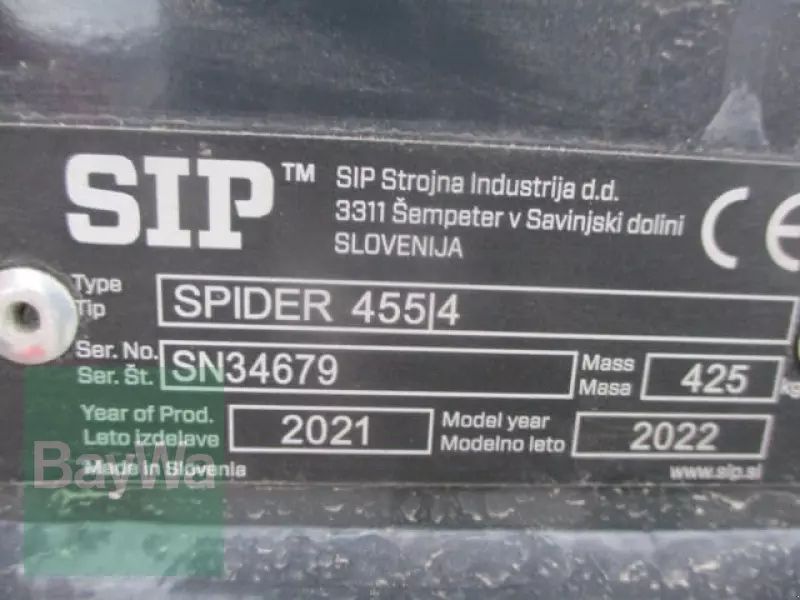 SIP™
SIP Strojna Industrija d.d.
3311 Šempeter v Savinjski dolini
SLOVENIJA
CE
Type
Tip
SPIDER 455|4
Ser. No.
Ser. Št.
SN34679
Mass
Masa
425
kg
Year of Prod.
Leto izdelave
2021
Model year
Modelno leto
2022
Made in Slovenia
www.sip.si
BayWa